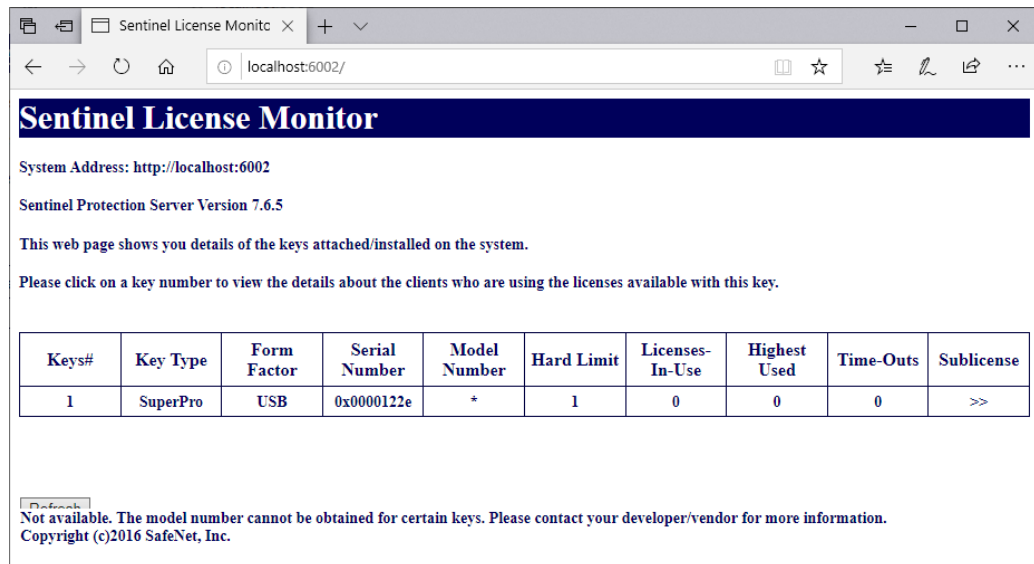 Sentinel License Monitc
localhost:6002/
Sentinel License Monitor
System Address: http://localhost:6002
Sentinel Protection Server Version 7.6.5
This web page shows you details of the keys attached/installed on the system.
Please click on a key number to view the details about the clients who are using the licenses available with this key.
Keys# Key Type Form Factor Serial Number Model Number Hard Limit Licenses-In-Use Highest Used Time-Outs Sublicense
1 SuperPro USB 0x0000122e * 1 0 0 0 >>
Refresh
Not available. The model number cannot be obtained for certain keys. Please contact your developer/vendor for more information.
Copyright (c)2016 SafeNet, Inc.